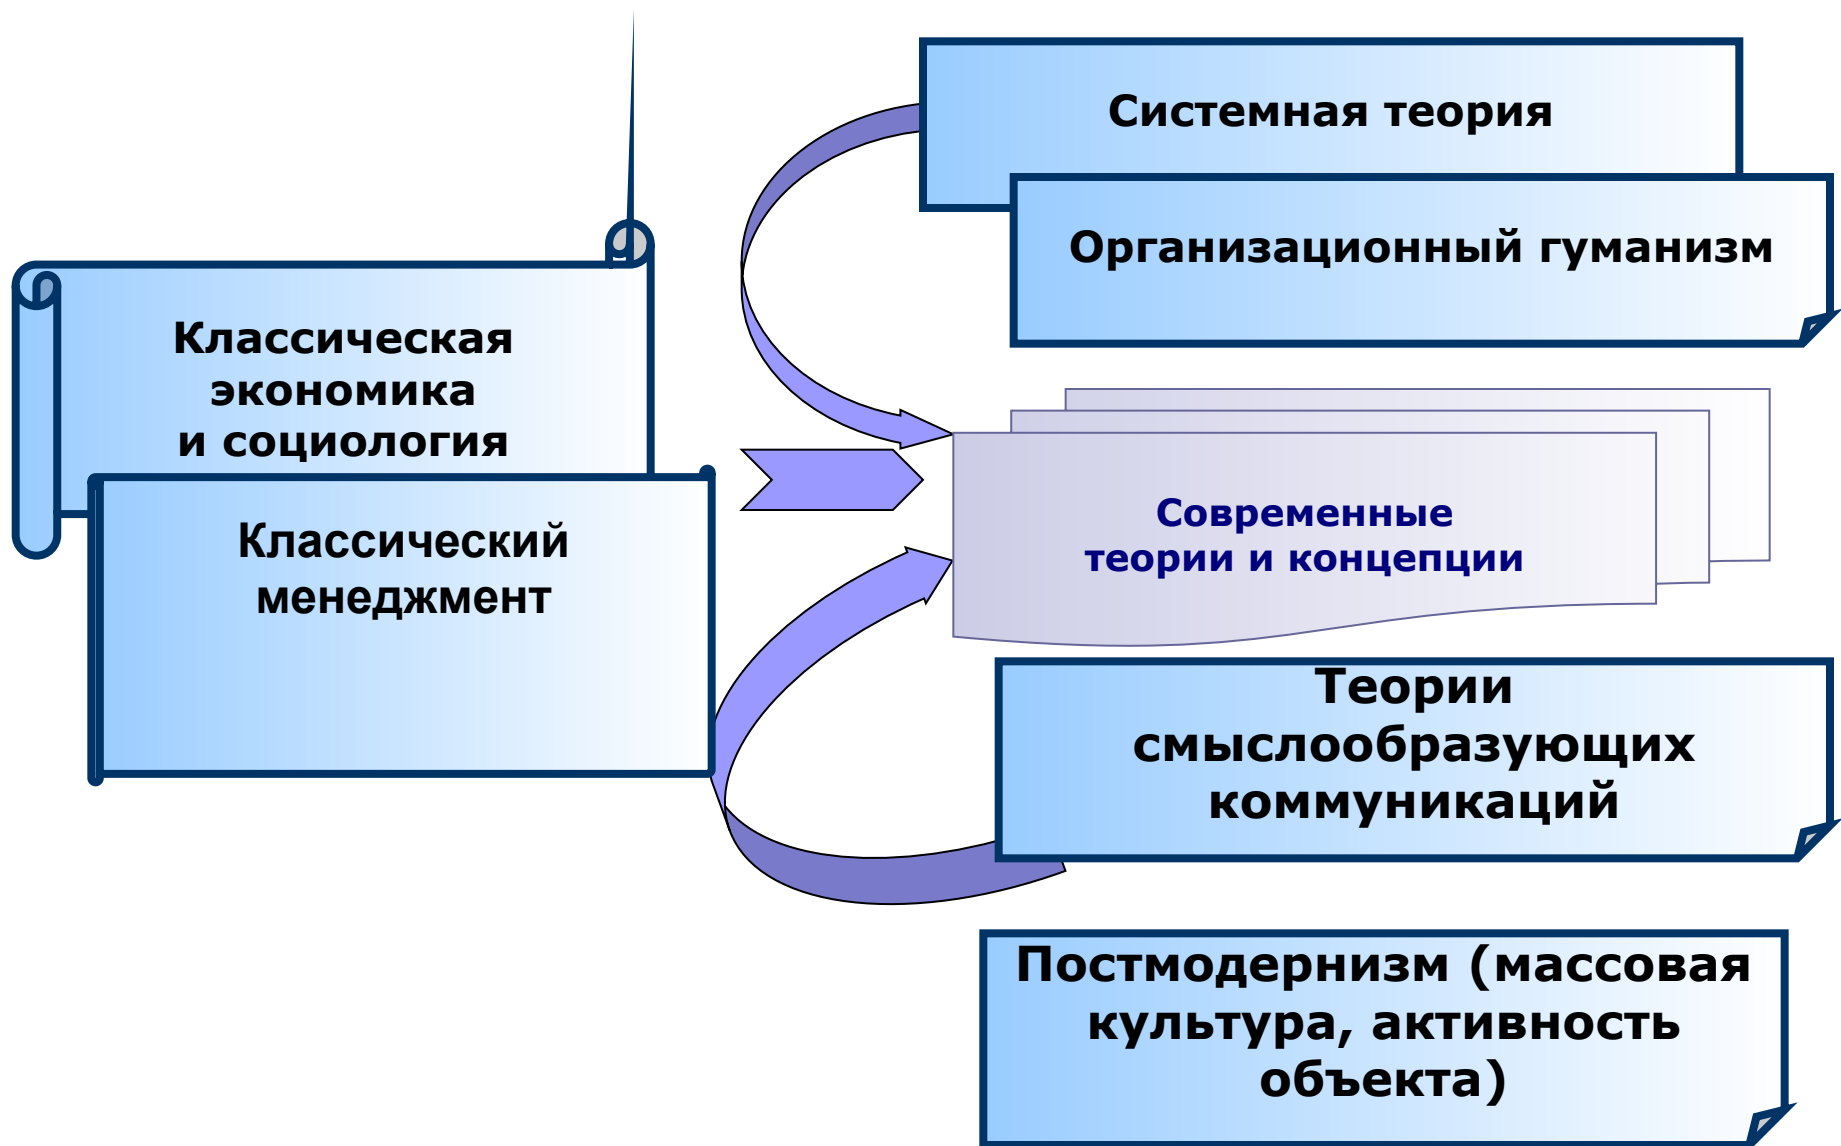 Системная теория
Организационный гуманизм
Классическая
экономика
и социология
Классический
менеджмент
Современные
теории и концепции
Теории
смыслообразующих
коммуникаций
Постмодернизм (массовая
культура, активность
объекта)